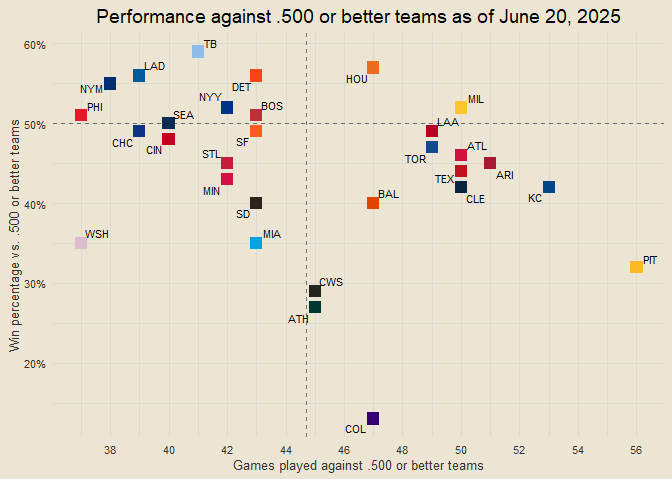 Performance against .500 or better teams as of June 20, 2025
Win percentage vs. .500 or better teams
60%
50%
40%
30%
20%
TB
LAD
NYM
DET
HOU
NYY
MIL
PHI
SEA
BOS
LAA
CHC
CIN
SF
TOR
ATL
STL
MIN
TEX
ARI
CLE
KC
SD
BAL
WSH
MIA
PIT
CWS
ATH
COL
38 40 42 44 46 48 50 52 54 56
Games played against .500 or better teams